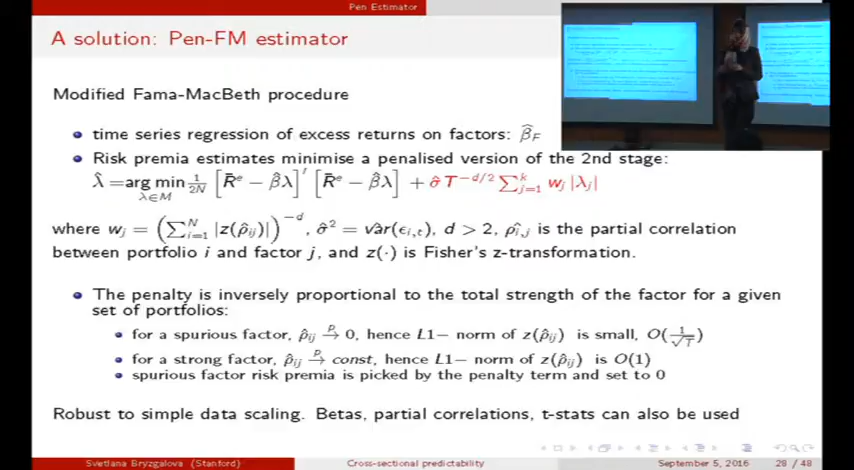 Pen Estimator
A solution: Pen-FM estimator
Modified Fama-MacBeth procedure
time series regression of excess returns on factors: β̂_F
Risk premia estimates minimise a penalised version of the 2nd stage:
λ̂ = arg min_{λ∈M} 1/2N [R̄^e − β̂λ]′ [R̄^e − β̂λ] + σ̂ T^{−d/2} ∑_{j=1}^{k} w_j |λ_j|
where w_j = (∑_{i=1}^{N} |z(ρ̂_{ij})|)^{−d}, σ̂² = v̂ar(ϵ_{i,t}), d > 2, ρ̂_{i,j} is the partial correlation
between portfolio i and factor j, and z(·) is Fisher's z-transformation.
The penalty is inversely proportional to the total strength of the factor for a given
set of portfolios:
for a spurious factor, ρ̂_{ij} →^p 0, hence L1− norm of z(ρ̂_{ij}) is small, O(1/√T)
for a strong factor, ρ̂_{ij} →^p const, hence L1− norm of z(ρ̂_{ij}) is O(1)
spurious factor risk premia is picked by the penalty term and set to 0
Robust to simple data scaling. Betas, partial correlations, t-stats can also be used
Svetlana Bryzgalova (Stanford) Cross-sectional predictability September 5, 2016 28 / 48